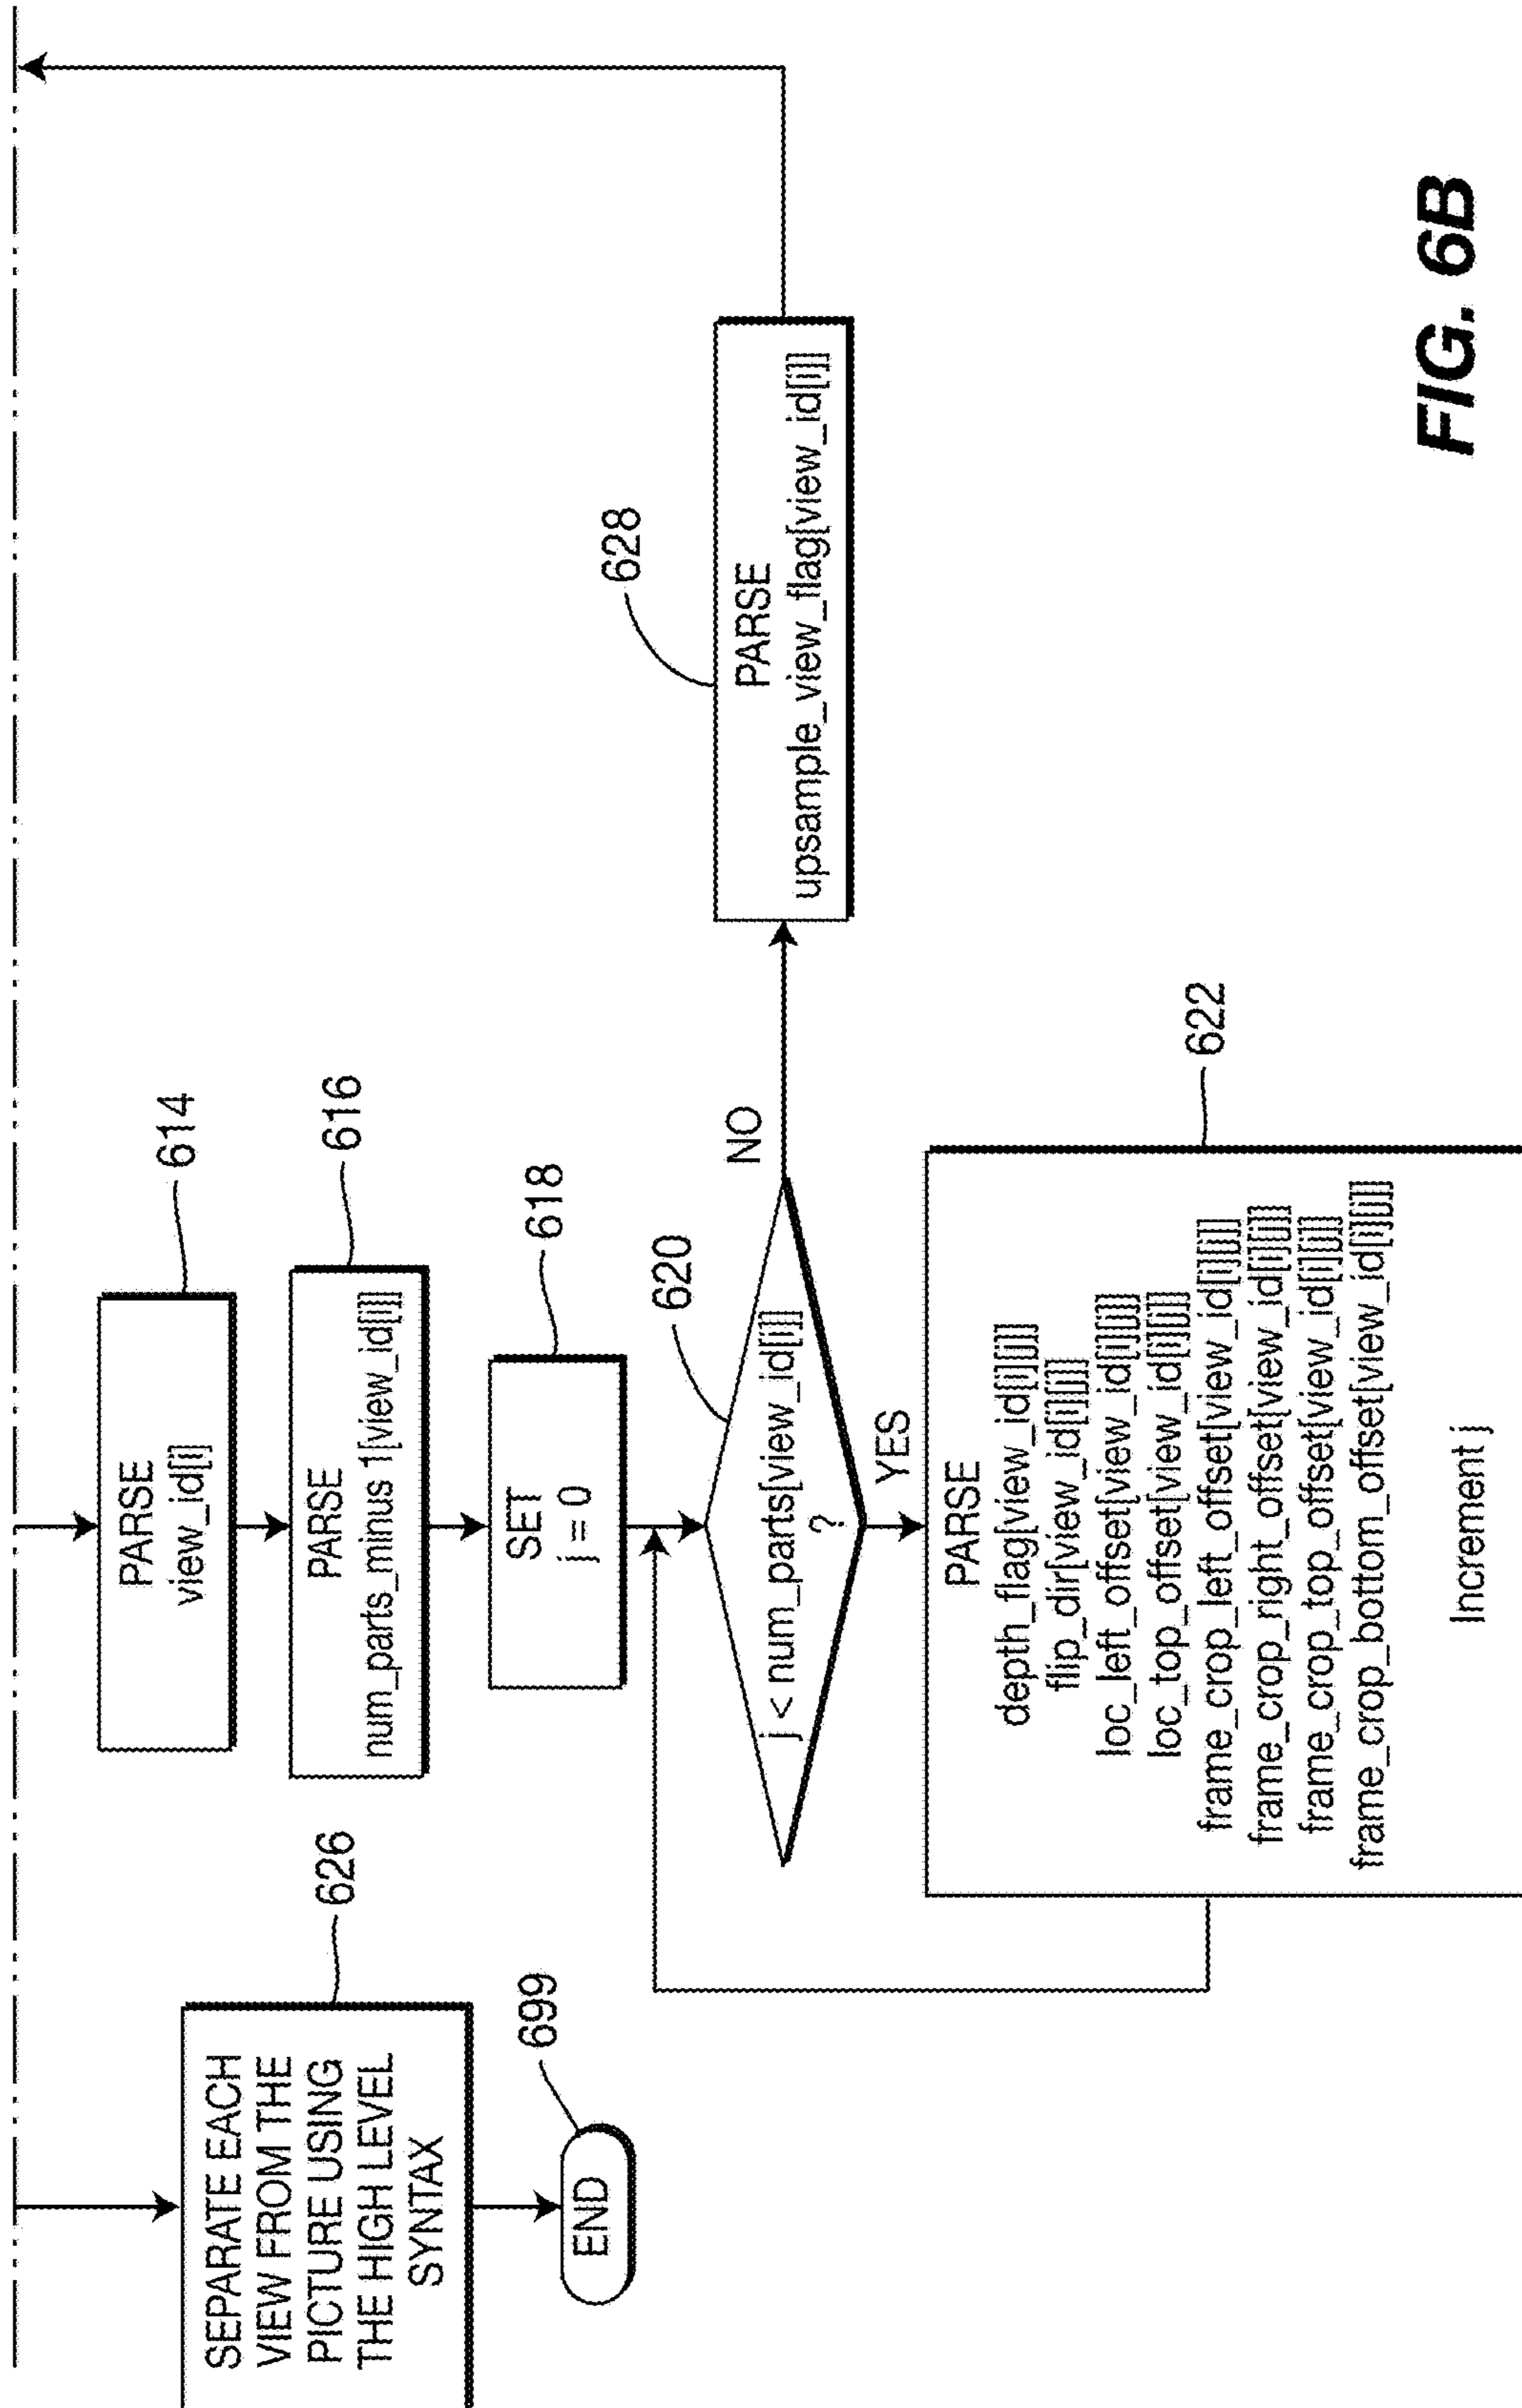 SEPARATE EACH
VIEW FROM THE
PICTURE USING
THE HIGH LEVEL
SYNTAX
626
END
699
PARSE
view_id[i]
614
PARSE
num_parts_minus 1[view_id[i]]
616
SET
j = 0
618
j < num_parts[view_id[i]]
?
620
NO
YES
PARSE
depth_flag[view_id[i][j]]
flip_dir[view_id[i][j]]
loc_left_offset[view_id[i][j]]
loc_top_offset[view_id[i][j]]
frame_crop_left_offset[view_id[i][j]]
frame_crop_right_offset[view_id[i][j]]
frame_crop_top_offset[view_id[i][j]]
frame_crop_bottom_offset[view_id[i][j]]
Increment j
622
PARSE
upsample_view_flag[view_id[i]]
628
FIG. 6B